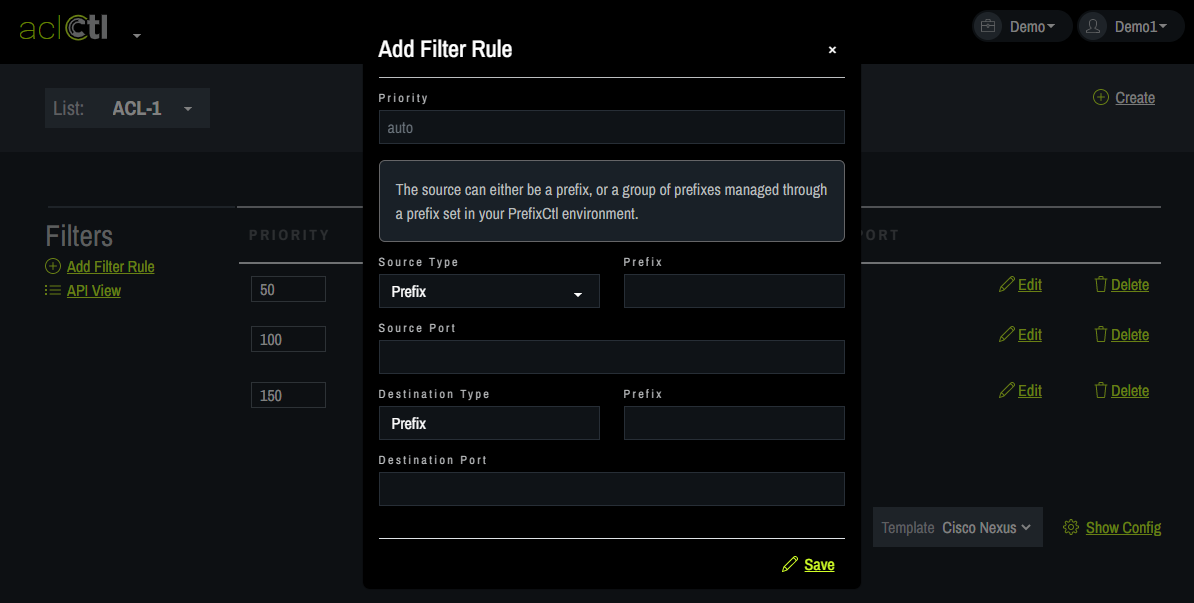 aclCtl
Demo
Demo1
Add Filter Rule
×
List: ACL-1
Create
Priority
auto
The source can either be a prefix, or a group of prefixes managed through
a prefix set in your PrefixCtl environment.
Filters
Add Filter Rule
API View
PRIORITY
PORT
Source Type
Prefix
Prefix
50
Edit
Delete
Source Port
100
Edit
Delete
Destination Type
Prefix
Prefix
150
Edit
Delete
Destination Port
Template Cisco Nexus
Show Config
Save